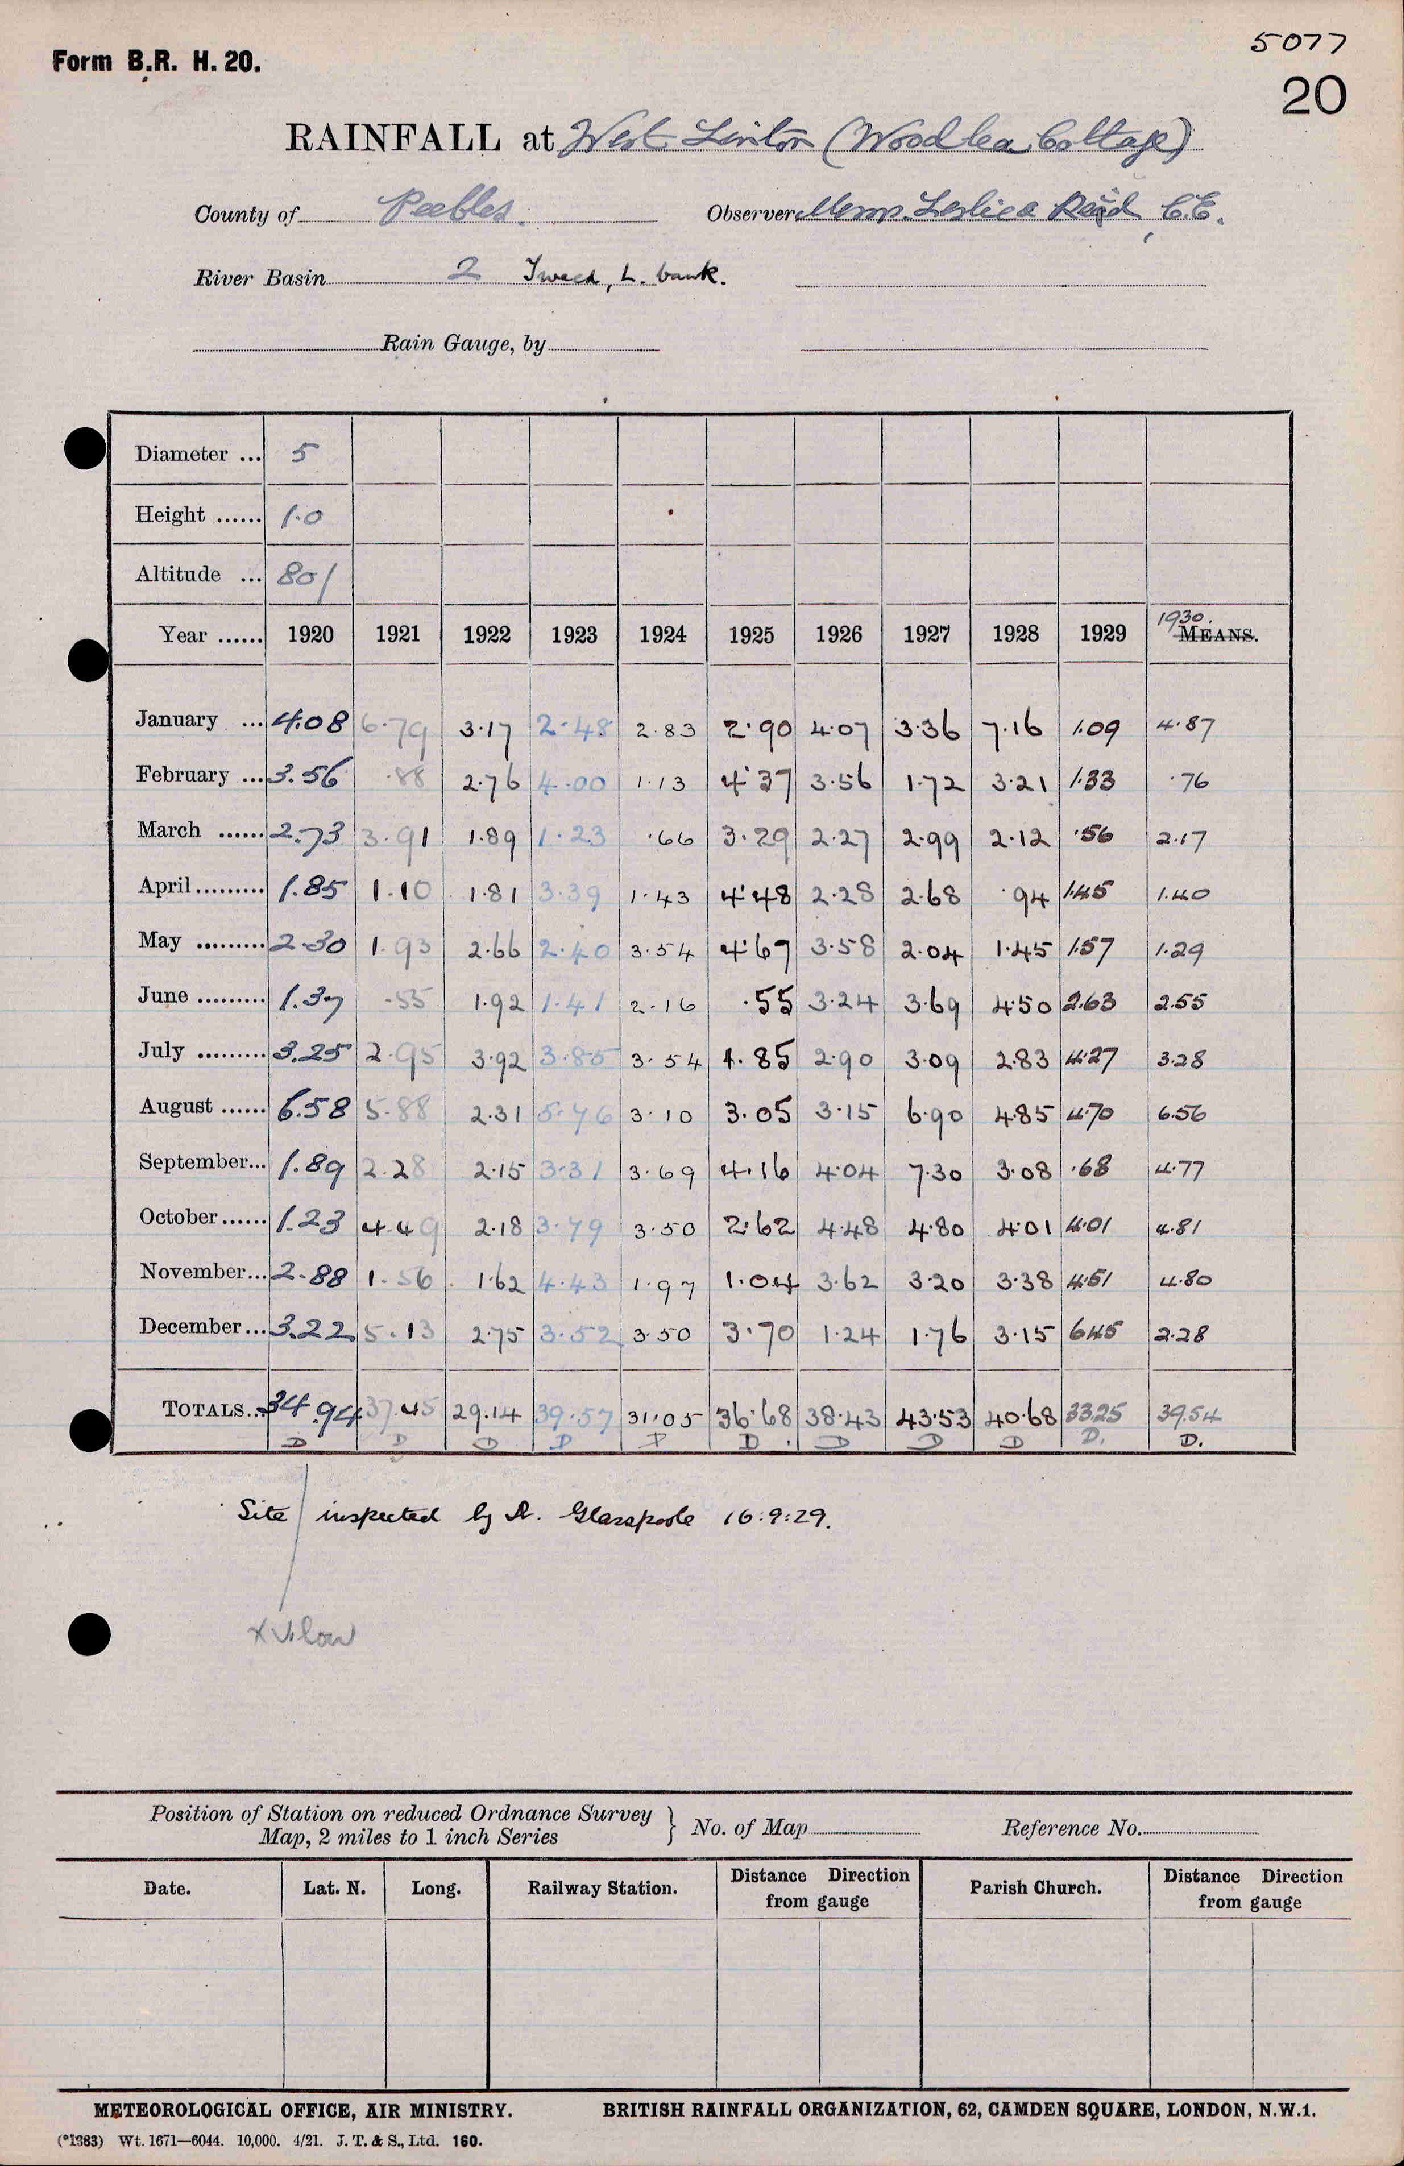 5077
Form B.R. H. 20.
20
RAINFALL at West Linton (Woodlea Cottage)
County of Peebles. Observer Messrs. Leslie & Reid, C.E.
River Basin 2 Tweed, L. bank.
Rain Gauge, by
Diameter ... 5
Height ...... 1.0
Altitude ... 801
1930.
Year ...... 1920 1921 1922 1923 1924 1925 1926 1927 1928 1929 MEANS.
January ... 4.08 6.79 3.17 2.48 2.83 2.90 4.07 3.36 7.16 1.09 4.87
February ... 3.56 .88 2.76 4.00 1.13 4.37 3.56 1.72 3.21 1.33 .76
March ...... 2.73 3.91 1.89 1.23 .66 3.29 2.27 2.99 2.12 .56 2.17
April ......... 1.85 1.10 1.81 3.39 1.43 4.48 2.28 2.68 .94 1.45 1.40
May ......... 2.30 1.93 2.66 2.40 3.54 4.67 3.58 2.04 1.45 1.57 1.29
June ......... 1.37 .55 1.92 1.41 2.16 .55 3.24 3.69 4.50 2.63 2.55
July ......... 3.25 2.95 3.92 3.85 3.54 1.85 2.90 3.09 2.83 4.27 3.28
August ...... 6.58 5.88 2.31 5.76 3.10 3.05 3.15 6.90 4.85 4.70 6.56
September... 1.89 2.28 2.15 3.31 3.69 4.16 4.04 7.30 3.08 .68 4.77
October ...... 1.23 4.49 2.18 3.79 3.50 2.62 4.48 4.80 4.01 4.01 4.81
November... 2.88 1.56 1.62 4.43 1.97 1.04 3.62 3.20 3.38 4.51 4.80
December ... 3.22 5.13 2.75 3.52 3.50 3.70 1.24 1.76 3.15 6.45 2.28
TOTALS... 34.94 37.45 29.14 39.57 31.05 36.68 38.43 43.53 40.68 33.25 39.54
D D D D D D D D D D. D.
Site inspected by A. Glasspoole 16:9:29.
x V. low
Position of Station on reduced Ordnance Survey
Map, 2 miles to 1 inch Series } No. of Map Reference No.
Date. Lat. N. Long. Railway Station. Distance Direction from gauge Parish Church. Distance Direction from gauge
METEOROLOGICAL OFFICE, AIR MINISTRY. BRITISH RAINFALL ORGANIZATION, 62, CAMDEN SQUARE, LONDON, N.W.1.
(*1383) Wt. 1671—6044. 10,000. 4/21. J. T. & S., Ltd. 160.